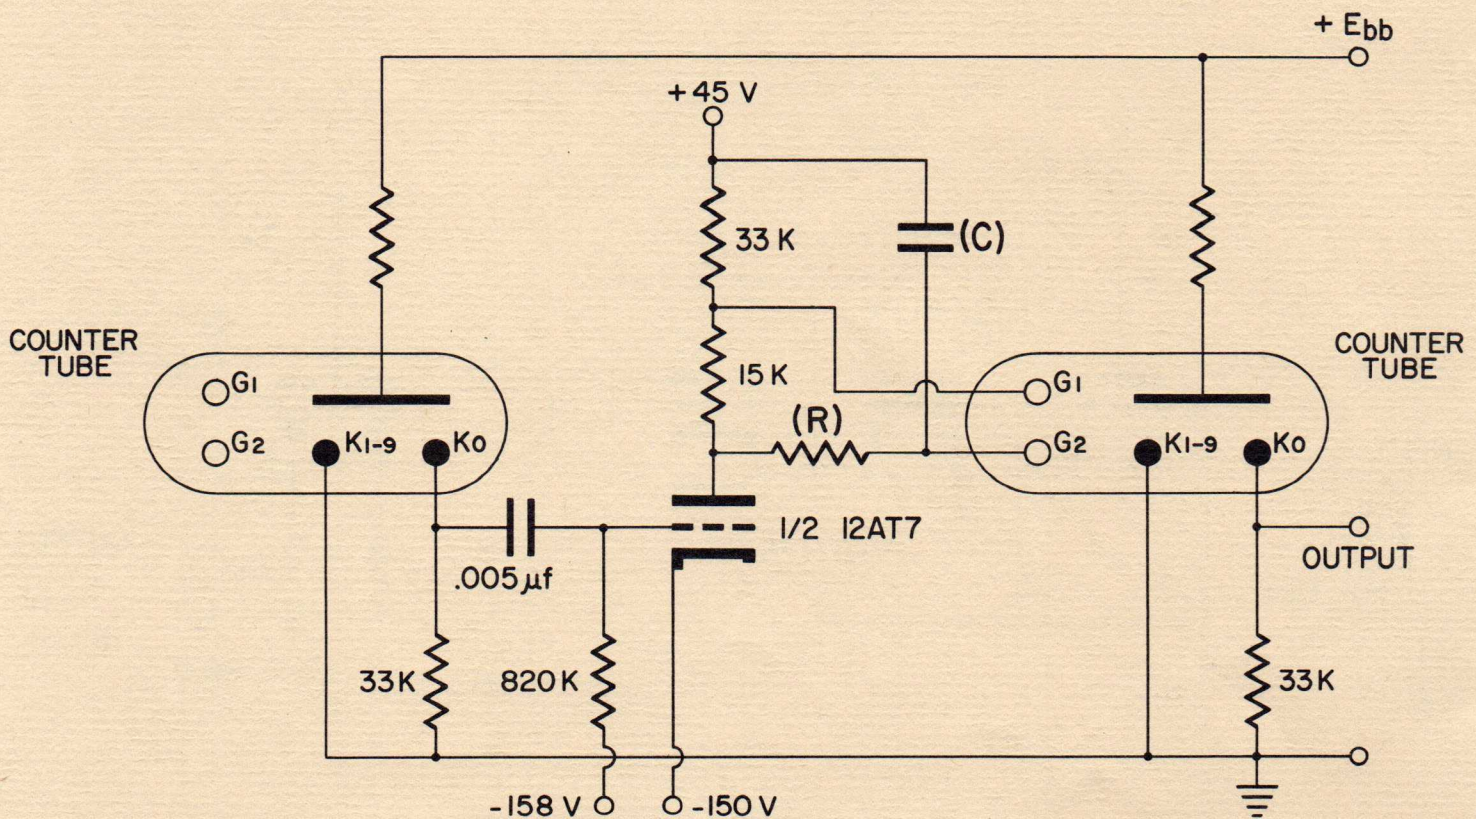 + Ebb
+45 V
33 K
(C)
COUNTER
TUBE
COUNTER
TUBE
G1
15 K
G1
(R)
G2
K1-9
K0
G2
K1-9
K0
1/2 12AT7
.005 µf
OUTPUT
33K
820K
33K
-158 V
-150 V